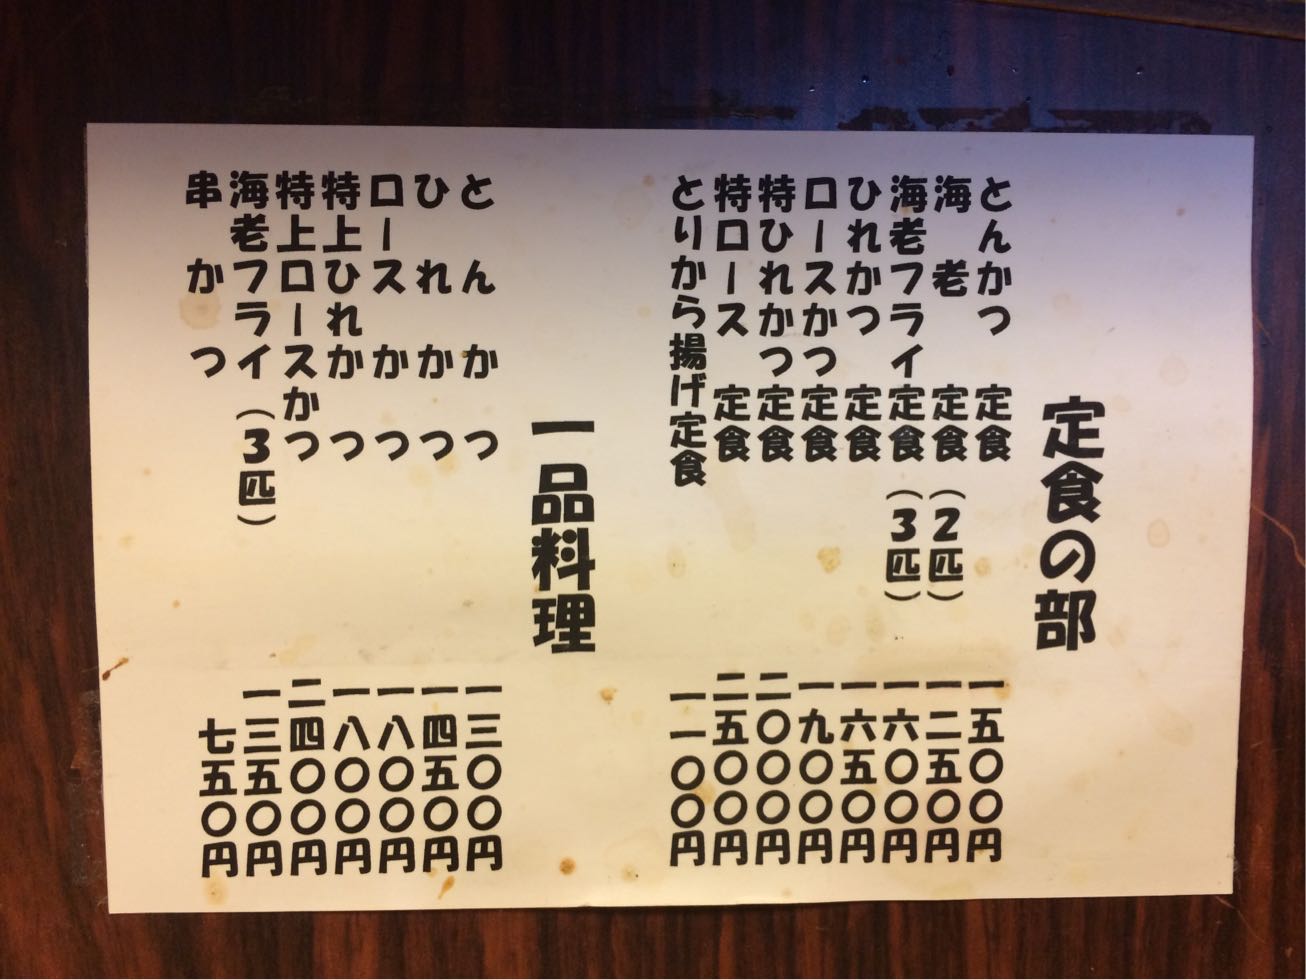 定食の部
とんかつ 定食 一五〇〇円
海老 定食 (2匹) 一二五〇円
海老フライ定食 (3匹) 一六〇〇円
ひれかつ 定食 一六五〇円
ロースかつ定食 一九〇〇円
特ひれかつ定食 二〇〇〇円
特ロース 定食 二五〇〇円
とりから揚げ定食 一一〇〇円
一品料理
とんかつ 一三〇〇円
ひれかつ 一四五〇円
ロースかつ 一八〇〇円
特上ひれかつ 一八〇〇円
特上ロースかつ 二四〇〇円
海老フライ (3匹) 一三五〇円
串かつ 七五〇円